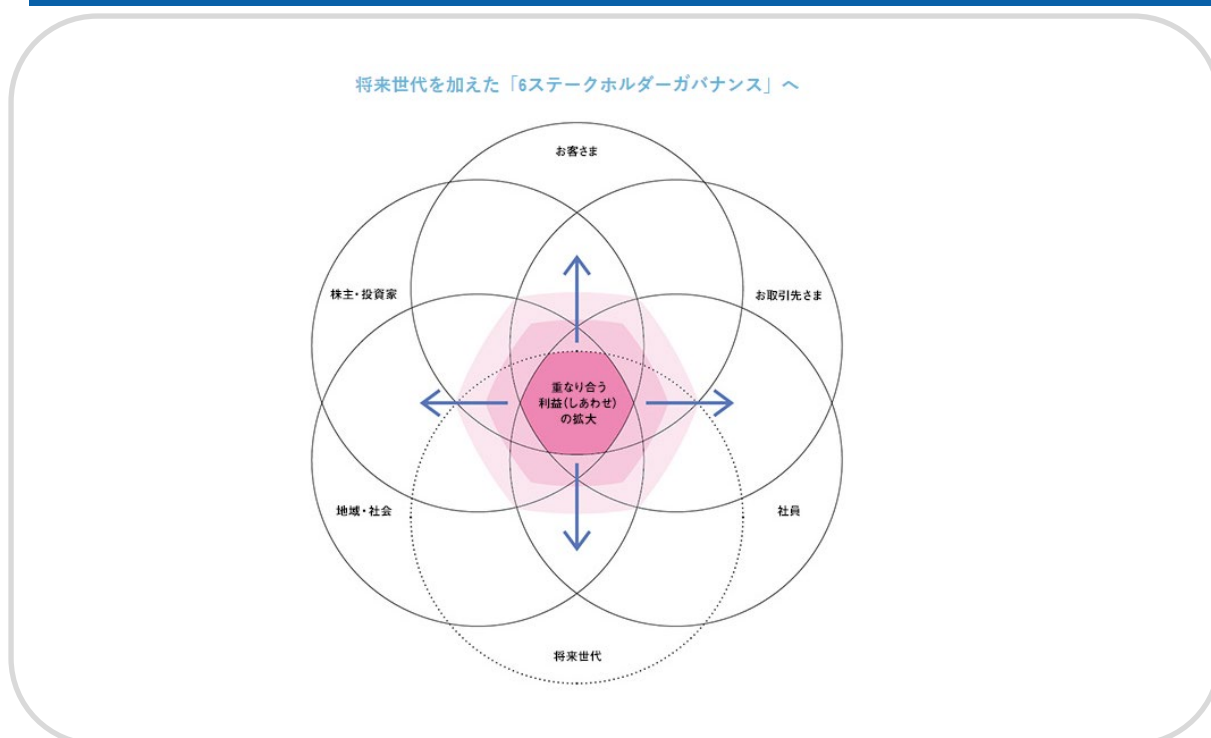 将来世代を加えた「6ステークホルダーガバナンス」へ
お客さま
株主・投資家
お取引先さま
重なり合う
利益(しあわせ)
の拡大
地域・社会
社員
将来世代